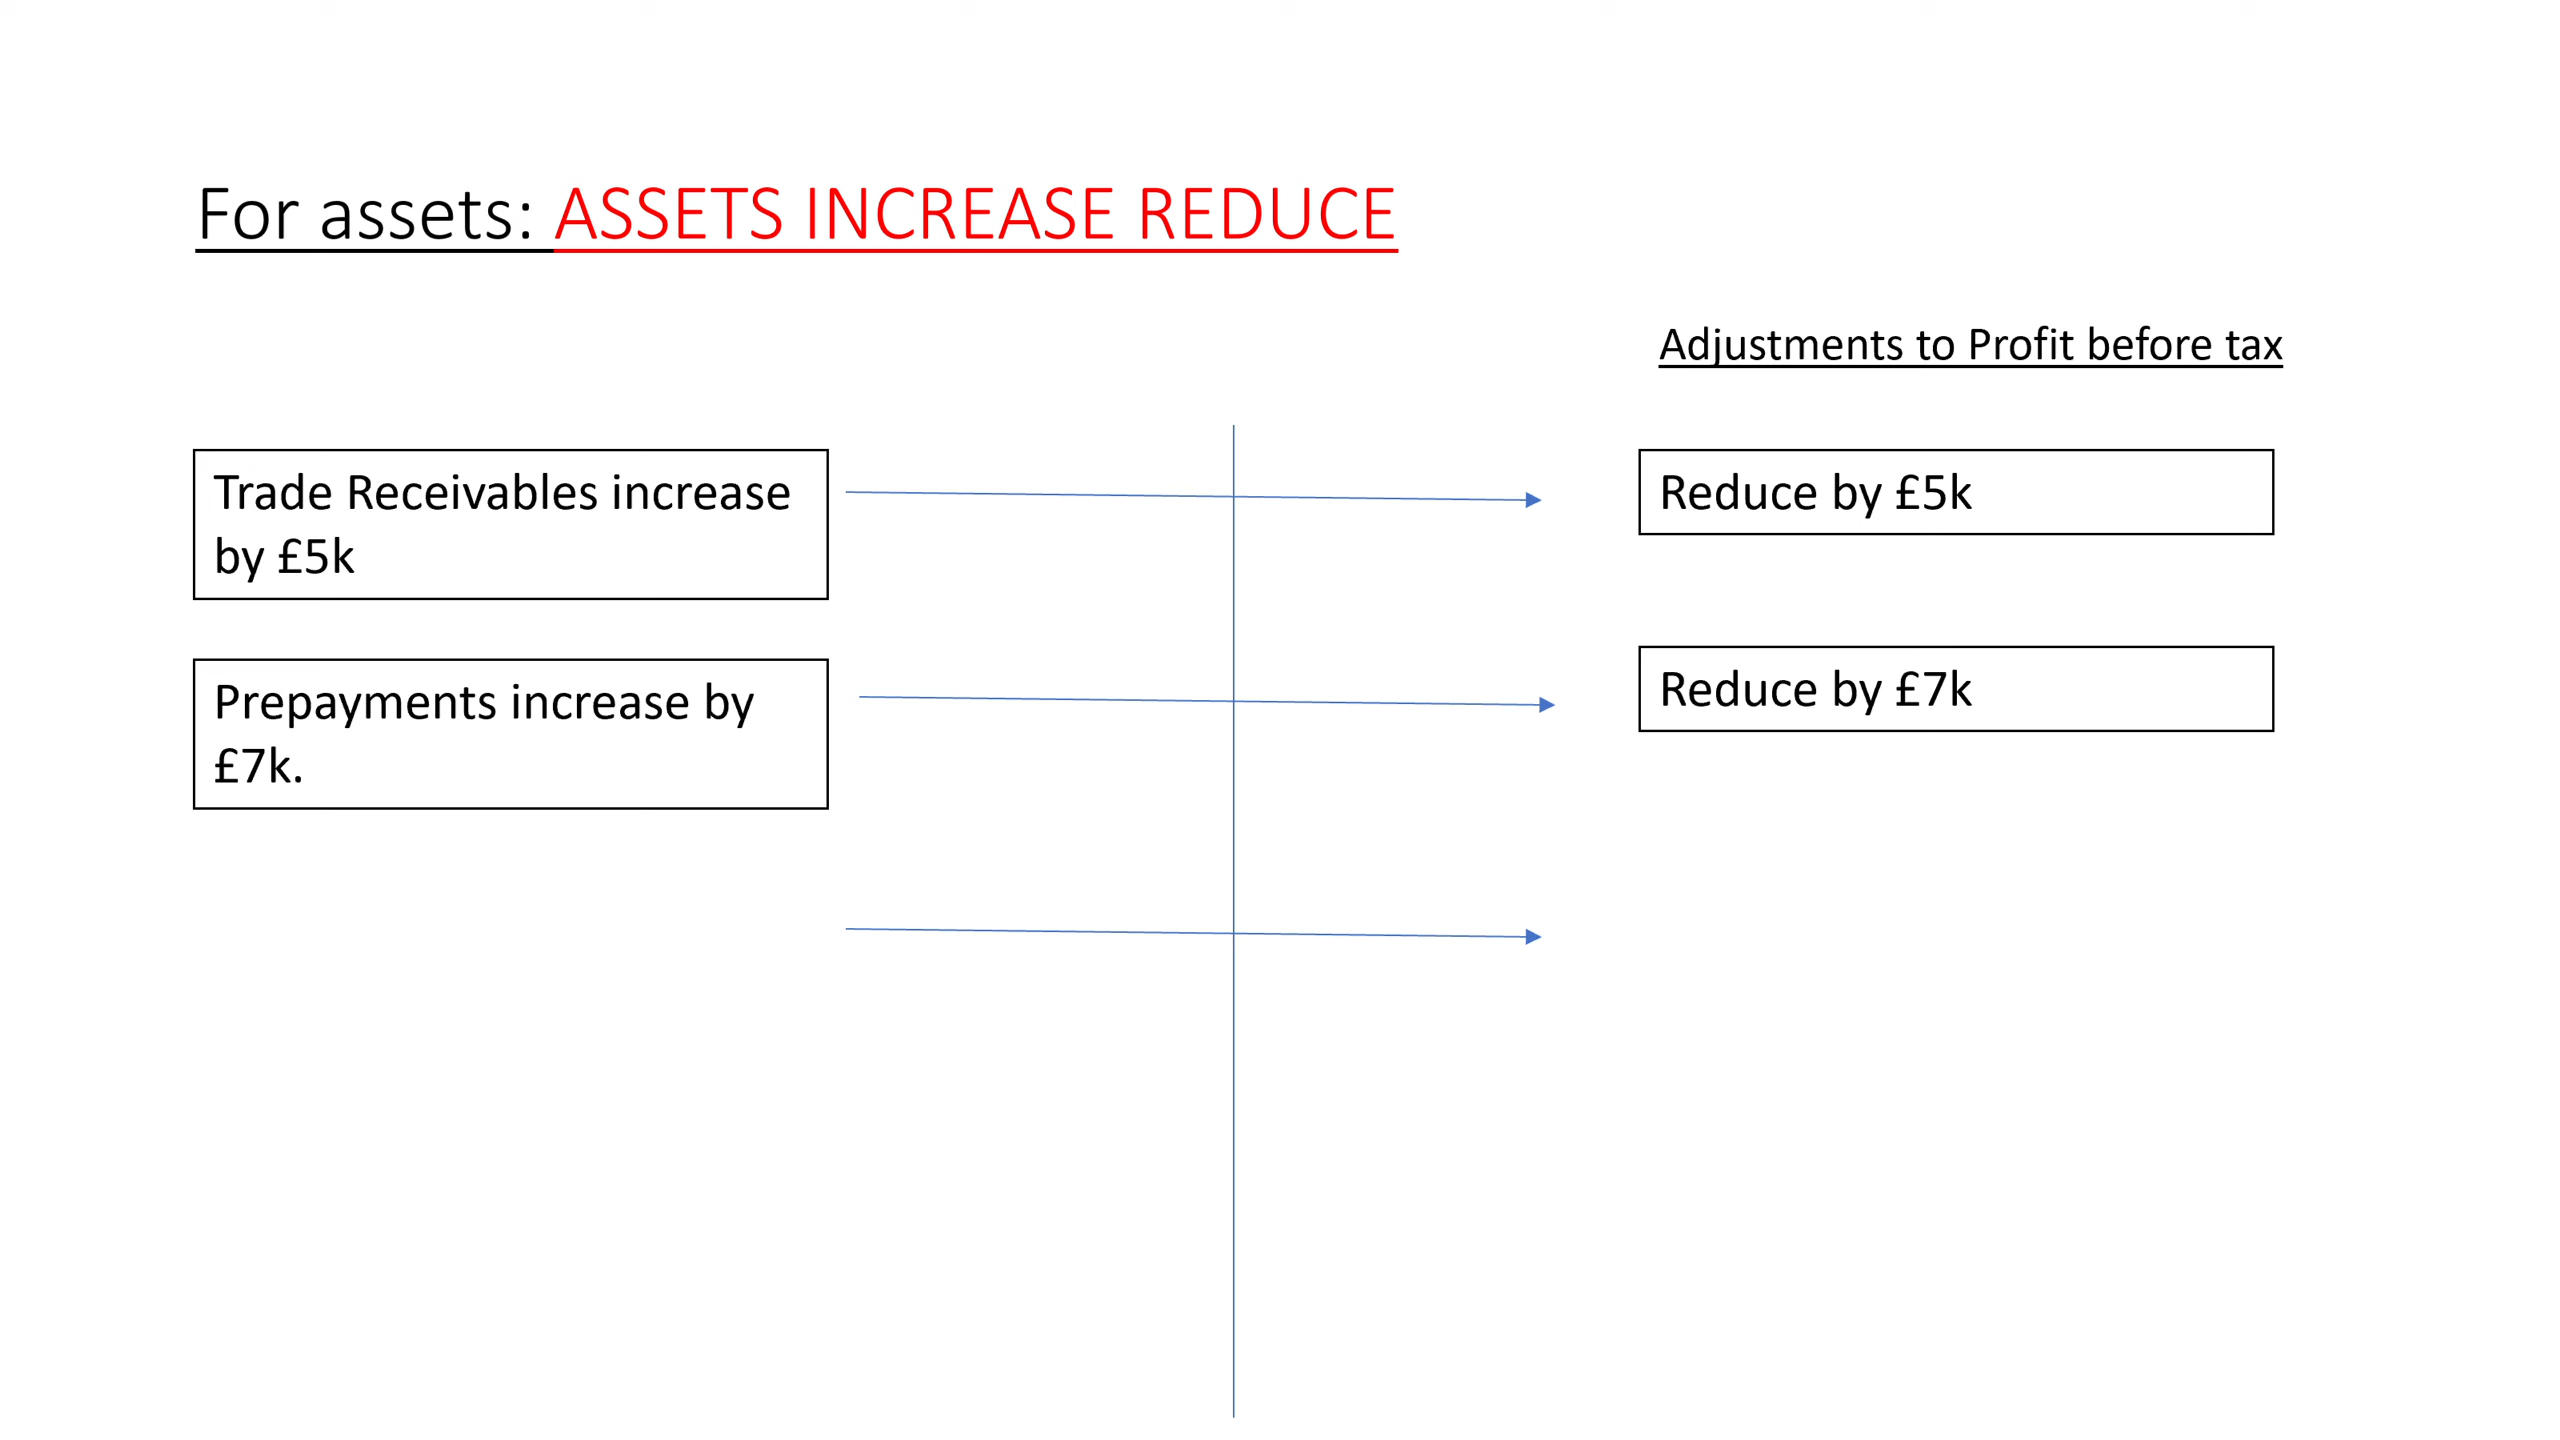 For assets: ASSETS INCREASE REDUCE
Adjustments to Profit before tax
Trade Receivables increase
by £5k
Reduce by £5k
Prepayments increase by
£7k.
Reduce by £7k